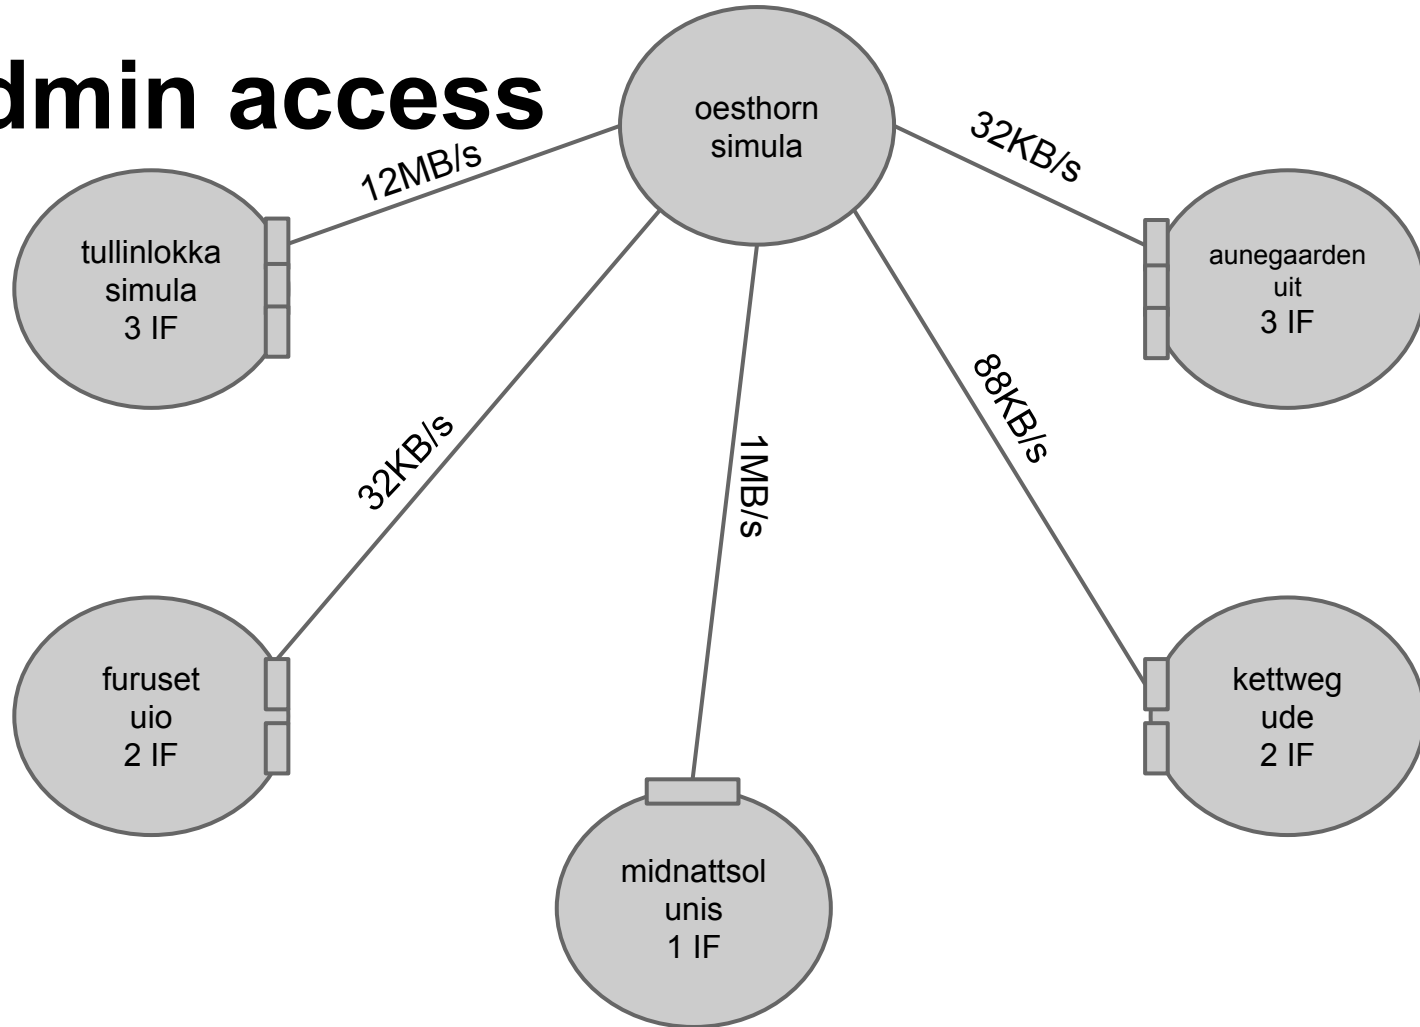 dmin access
oesthorn
simula
12MB/s
32KB/s
tullinlokka
simula
3 IF
aunegaarden
uit
3 IF
32KB/s
1MB/s
88KB/s
furuset
uio
2 IF
kettweg
ude
2 IF
midnattsol
unis
1 IF